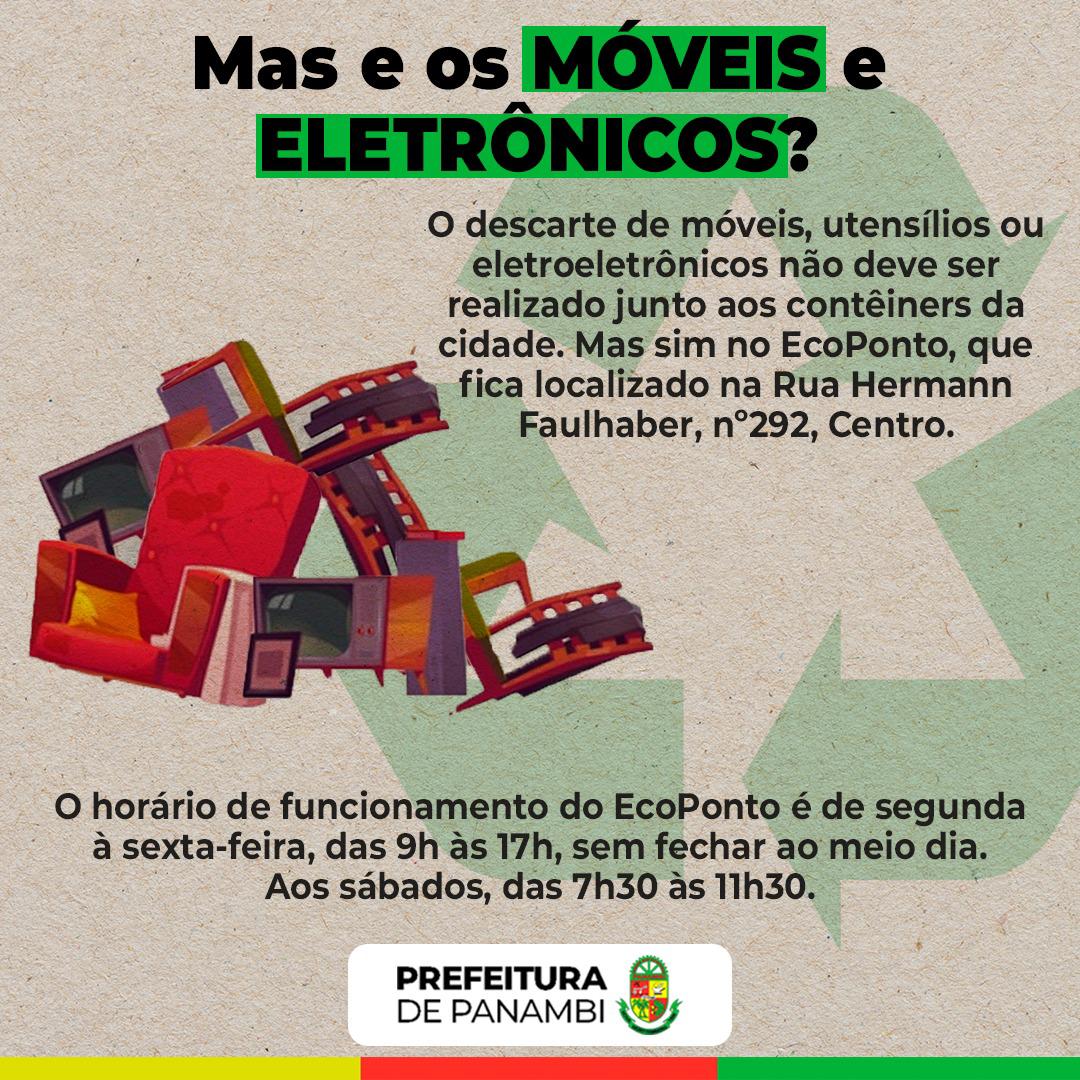 Mas e os MÓVEIS e
ELETRÔNICOS?
O descarte de móveis, utensílios ou
eletroeletrônicos não deve ser
realizado junto aos contêiners da
cidade. Mas sim no EcoPonto, que
fica localizado na Rua Hermann
Faulhaber, nº292, Centro.
O horário de funcionamento do EcoPonto é de segunda
à sexta-feira, das 9h às 17h, sem fechar ao meio dia.
Aos sábados, das 7h30 às 11h30.
PREFEITURA
DE PANAMBI